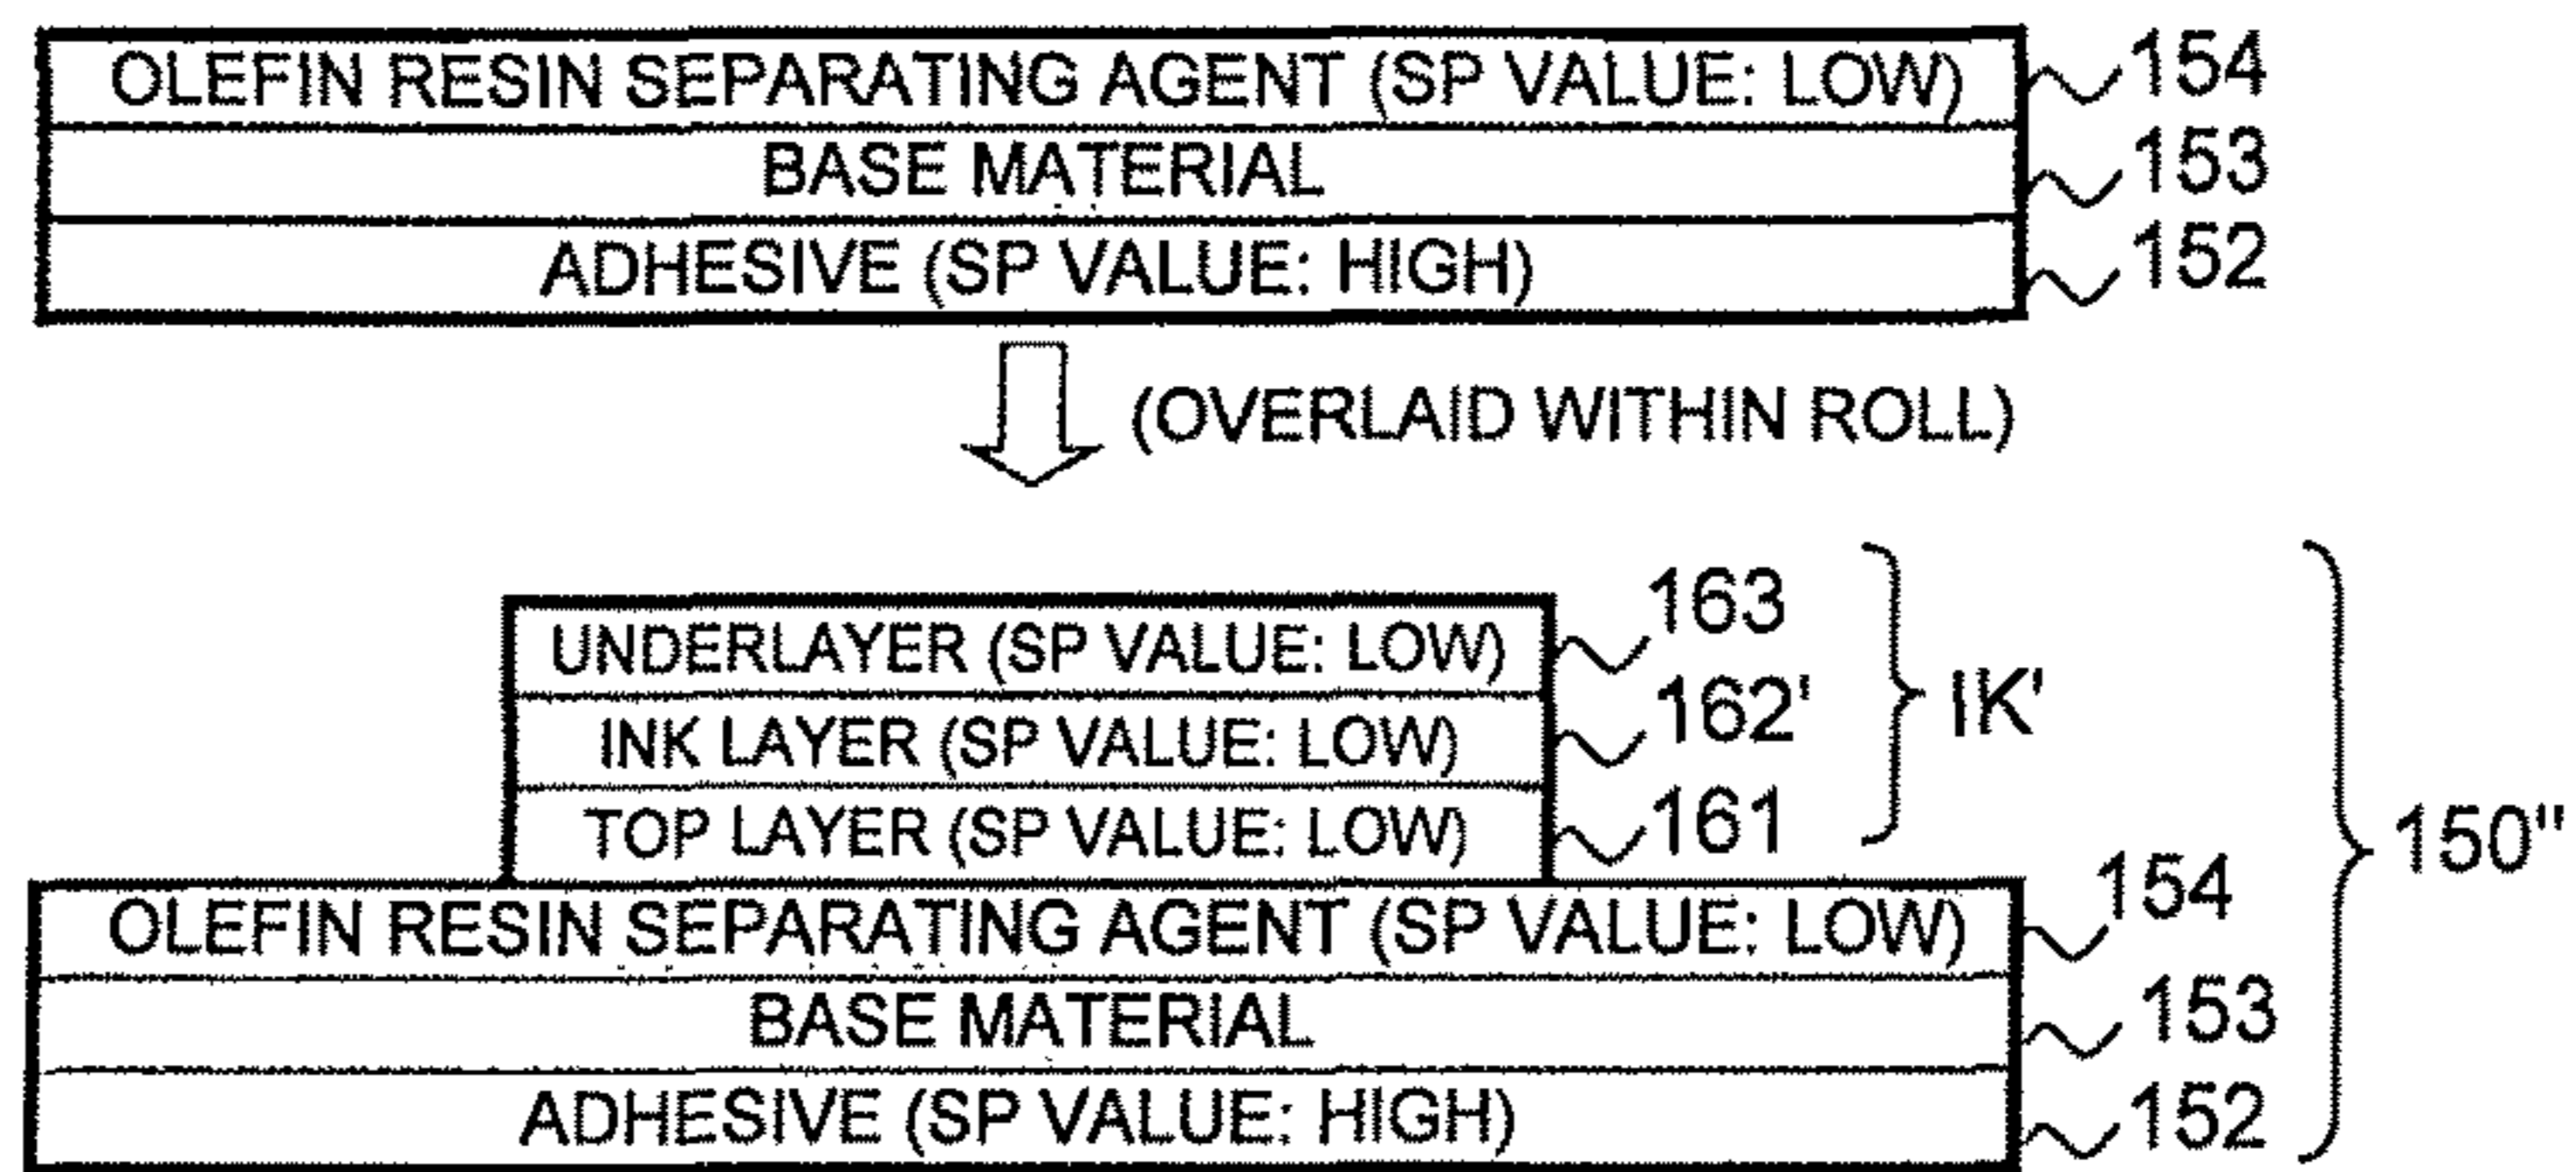 OLEFIN RESIN SEPARATING AGENT (SP VALUE: LOW) 154
BASE MATERIAL 153
ADHESIVE (SP VALUE: HIGH) 152
(OVERLAID WITHIN ROLL)
UNDERLAYER (SP VALUE: LOW) 163
INK LAYER (SP VALUE: LOW) 162'
IK'
TOP LAYER (SP VALUE: LOW) 161
150"
OLEFIN RESIN SEPARATING AGENT (SP VALUE: LOW) 154
BASE MATERIAL 153
ADHESIVE (SP VALUE: HIGH) 152